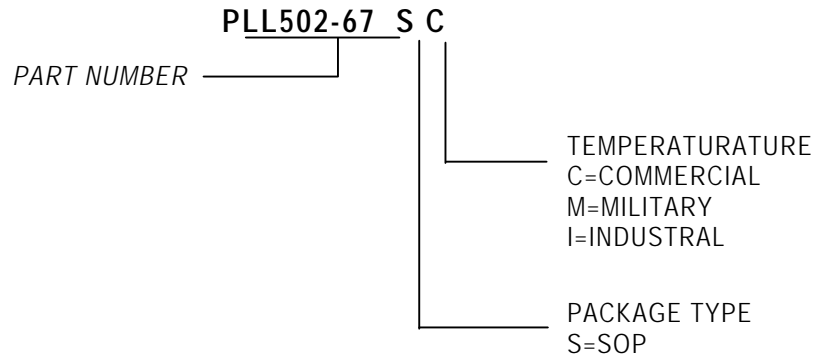 PLL502-67 S C
PART NUMBER
TEMPERATURATURE
C=COMMERCIAL
M=MILITARY
I=INDUSTRAL
PACKAGE TYPE
S=SOP